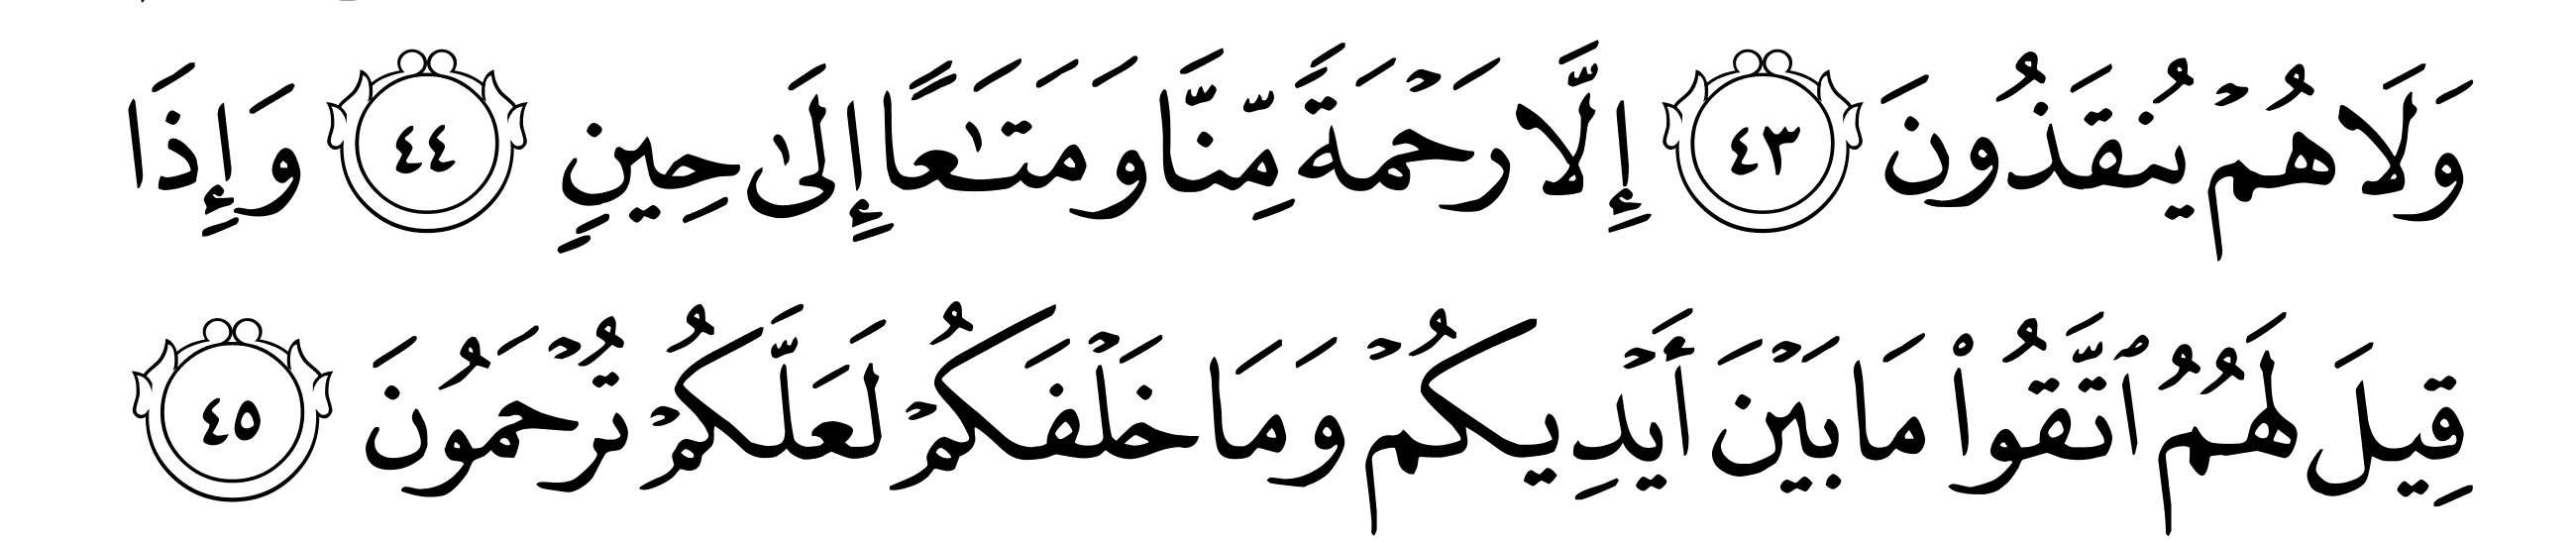 وَلَا هُمْ يُنقَذُونَ ٤٣ إِلَّا رَحْمَةً مِّنَّا وَمَتَـٰعًا إِلَىٰ حِينٍ ٤٤ وَإِذَا
قِيلَ لَهُمُ ٱتَّقُوا۟ مَا بَيْنَ أَيْدِيكُمْ وَمَا خَلْفَكُمْ لَعَلَّكُمْ تُرْحَمُونَ ٤٥